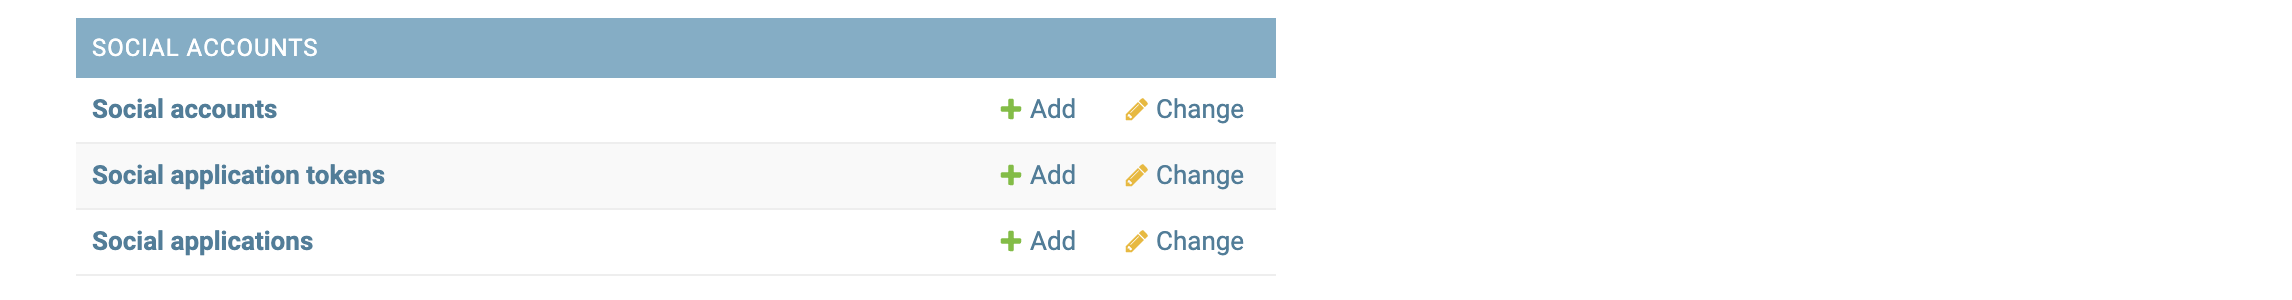 SOCIAL ACCOUNTS
Social accounts Add Change
Social application tokens Add Change
Social applications Add Change